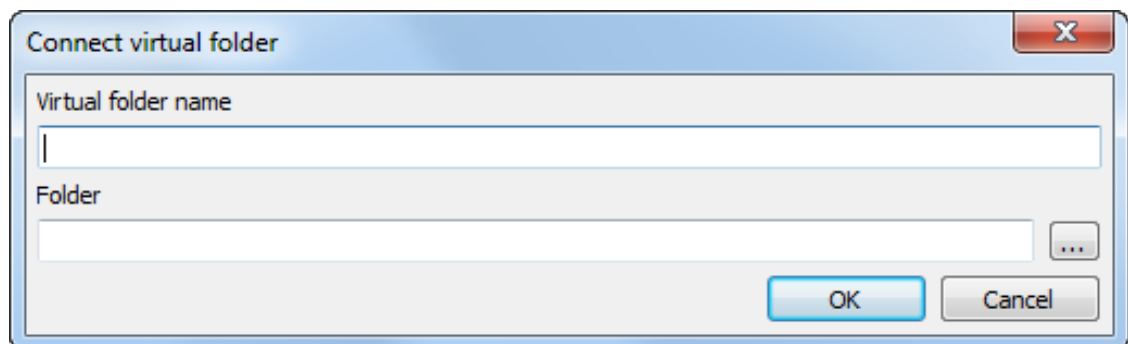 Connect virtual folder
Virtual folder name
Folder
...
OK Cancel